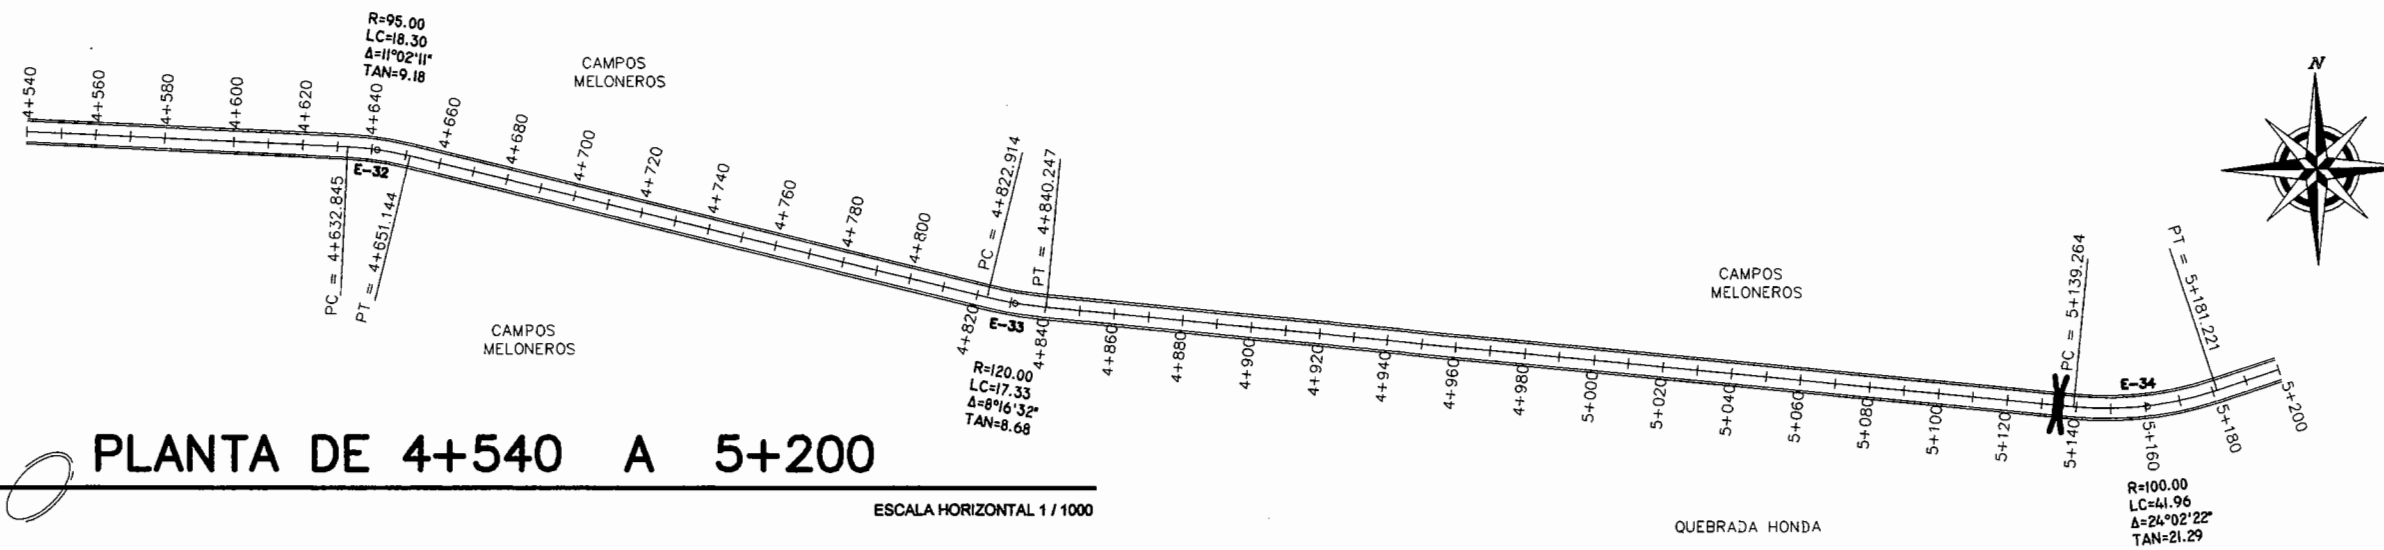 R=95.00
LC=18.30
Δ=11°02'11"
TAN=9.18
CAMPOS
MELONEROS
N
4+540
4+560
4+580
4+600
4+620
4+640
4+660
4+680
4+700
4+720
4+740
4+760
4+780
4+800
PC = 4+822.914
PT = 4+840.247
E-32
PC = 4+632.845
PT = 4+651.144
CAMPOS
MELONEROS
CAMPOS
MELONEROS
PC = 5+139.264
PT = 5+181.221
4+820
E-33
4+840
4+860
4+880
4+900
4+920
4+940
4+960
4+980
5+000
5+020
5+040
5+060
5+080
5+100
5+120
5+140
E-34
5+160
5+180
5+200
R=120.00
LC=17.33
Δ=8°16'32"
TAN=8.68
PLANTA DE 4+540 A 5+200
ESCALA HORIZONTAL 1 / 1000
QUEBRADA HONDA
R=100.00
LC=41.96
Δ=24°02'22"
TAN=21.29